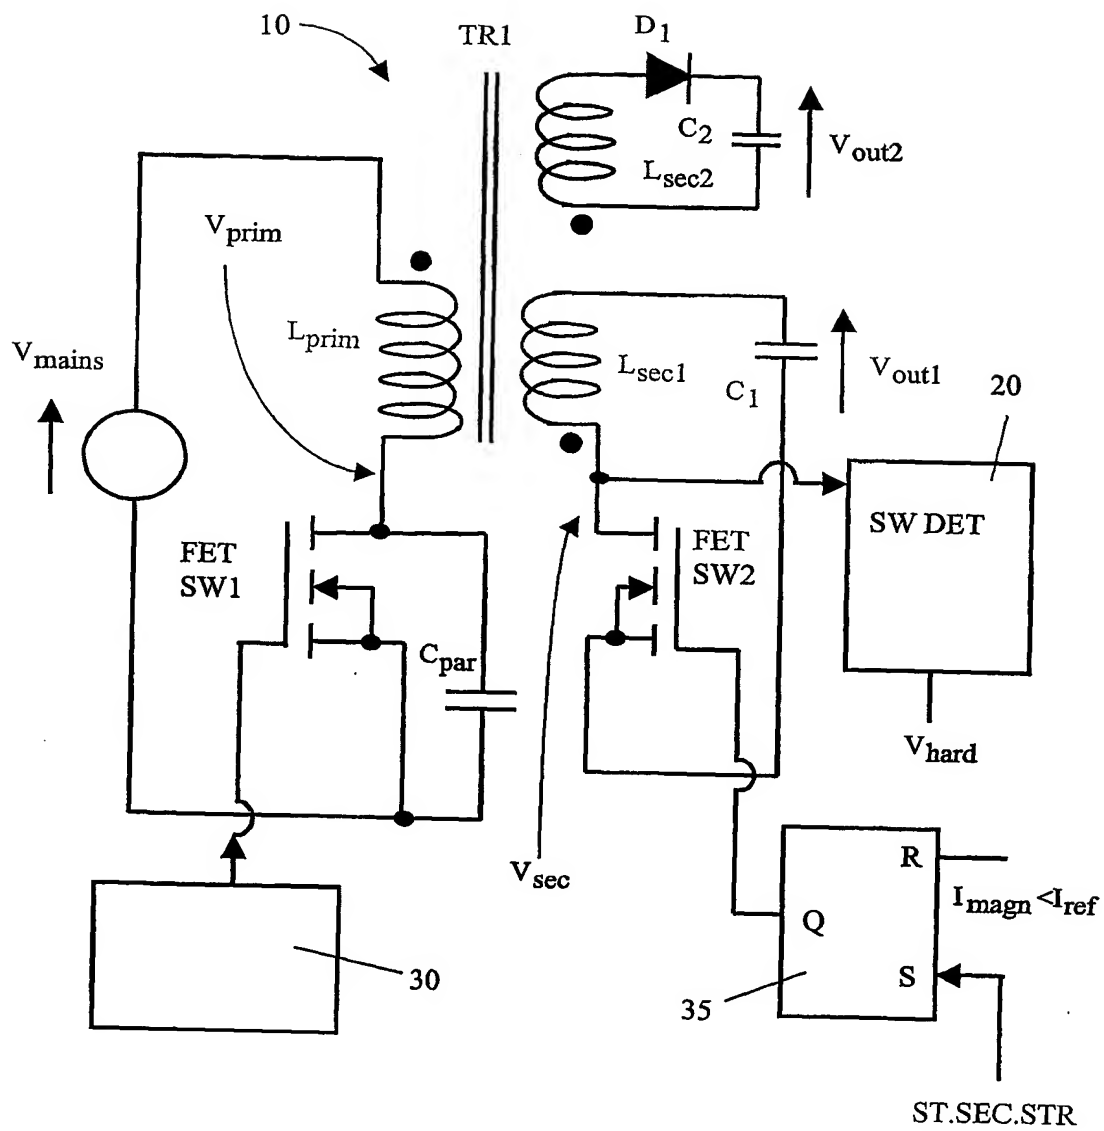 10
TR1
D1
C2
Vout2
Lsec2
Vprim
Lprim
Vmains
Lsec1
C1
Vout1
20
SW DET
FET
SW1
FET
SW2
Cpar
Vhard
Vsec
R
Imagn<Iref
Q
S
30
35
ST.SEC.STR